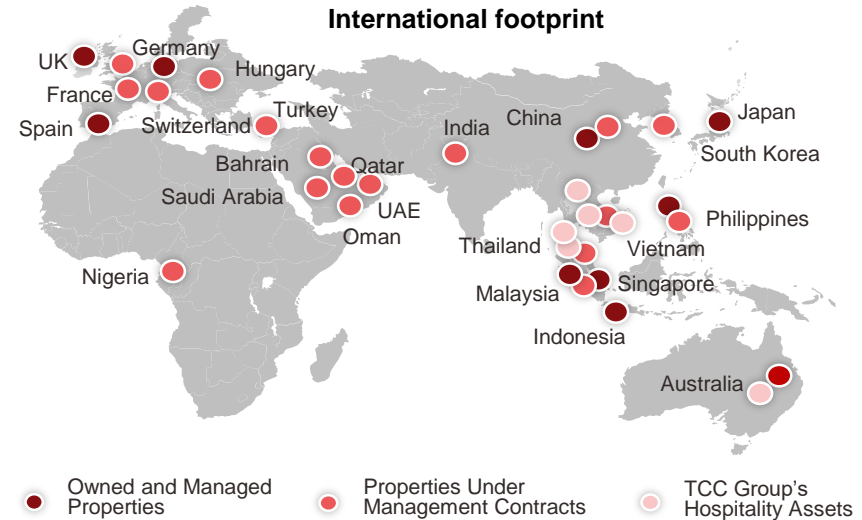 International footprint
UK
Germany
Hungary
France
Spain
Switzerland
Turkey
India
China
Japan
South Korea
Bahrain
Qatar
Saudi Arabia
UAE
Oman
Philippines
Thailand
Vietnam
Nigeria
Malaysia
Singapore
Indonesia
Australia
Owned and Managed
Properties
Properties Under
Management Contracts
TCC Group's
Hospitality Assets